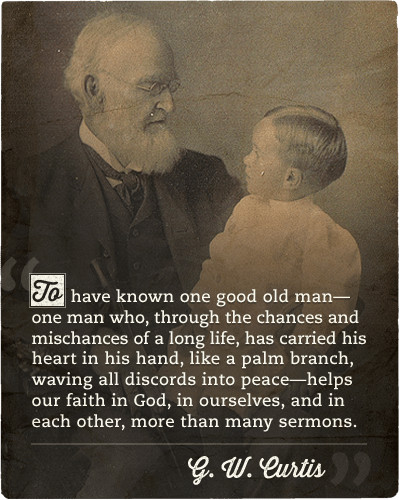 To have known one good old man—
one man who, through the chances and
mischances of a long life, has carried his
heart in his hand, like a palm branch,
waving all discords into peace—helps
our faith in God, in ourselves, and in
each other, more than many sermons.
G. W. Curtis